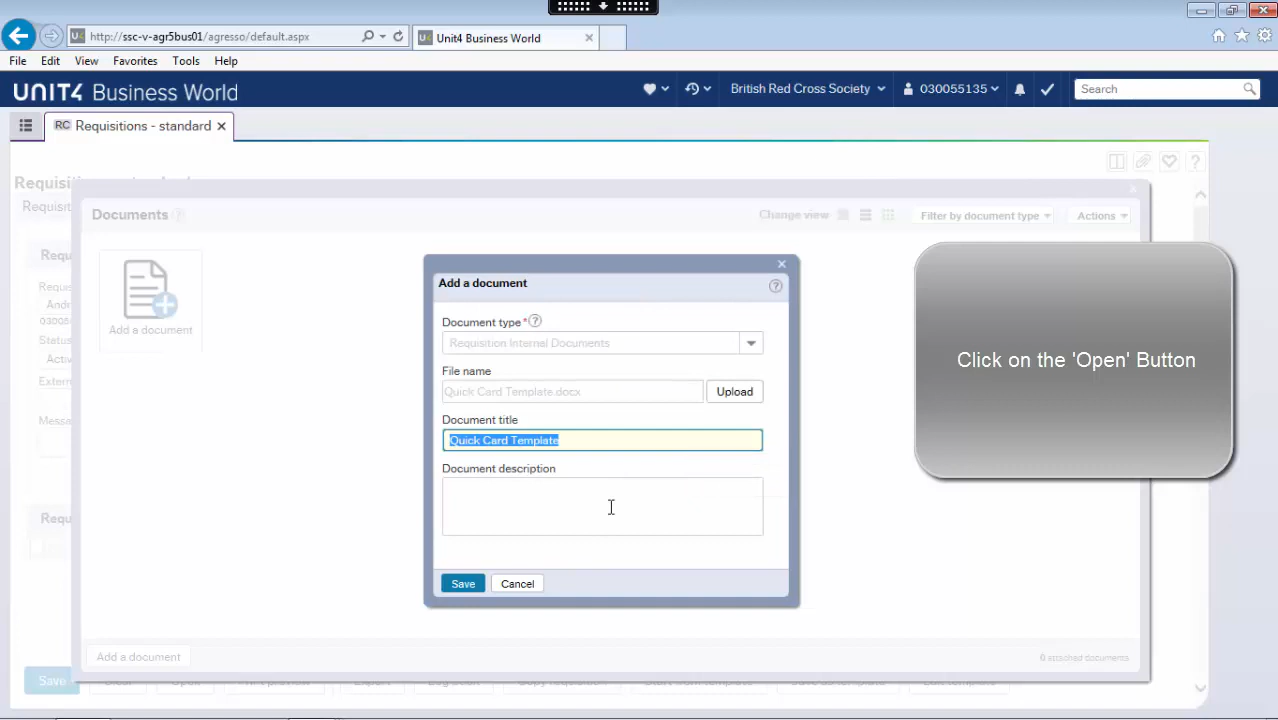 http://ssc-v-agr5bus01/agresso/default.aspx
Unit4 Business World
File Edit View Favorites Tools Help
UNIT4 Business World
British Red Cross Society
030055135
Search
RC Requisitions - standard
Documents
Change view
Filter by document type
Actions
Add a document
Add a document
Document type *
Requisition Internal Documents
File name
Quick Card Template.docx
Upload
Document title
Quick Card Template
Document description
Save Cancel
Click on the 'Open' Button
Add a document
0 attached documents
Save